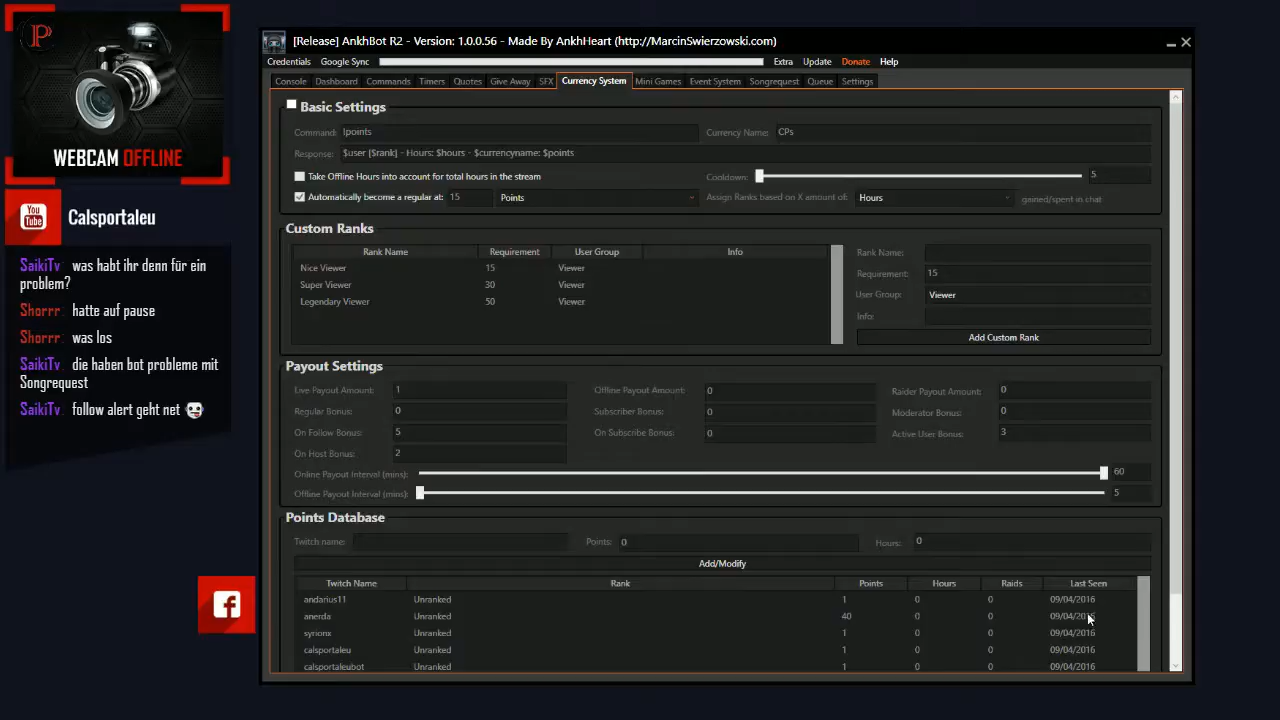 [Release] AnkhBot R2 - Version: 1.0.0.56 - Made By AnkhHeart (http://MarcinSwierzowski.com)
Credentials Google Sync Extra Update Donate Help
Console Dashboard Commands Timers Quotes Give Away SFX Currency System Mini Games Event System Songrequest Queue Settings
P
WEBCAM OFFLINE
You Tube
Calsportaleu
SaikiTv: was habt ihr denn für ein
problem?
Shorrr: hatte auf pause
Shorrr: was los
SaikiTv: die haben bot probleme mit
Songrequest
SaikiTv: follow alert geht net
f
Basic Settings
Command: !points Currency Name: CPs
Response: $user [$rank] - Hours: $hours - $currencyname: $points
Take Offline Hours into account for total hours in the stream Cooldown: 5
Automatically become a regular at: 15 Points Assign Ranks based on X amount of: Hours gained/spent in chat
Custom Ranks
Rank Name Requirement User Group Info
Nice Viewer 15 Viewer
Super Viewer 30 Viewer
Legendary Viewer 50 Viewer
Rank Name:
Requirement: 15
User Group: Viewer
Info:
Add Custom Rank
Payout Settings
Live Payout Amount: 1 Offline Payout Amount: 0 Raider Payout Amount: 0
Regular Bonus: 0 Subscriber Bonus: 0 Moderator Bonus: 0
On Follow Bonus: 5 On Subscribe Bonus: 0 Active User Bonus: 3
On Host Bonus: 2
Online Payout Interval (mins): 60
Offline Payout Interval (mins): 5
Points Database
Twitch name: Points: 0 Hours: 0
Add/Modify
Twitch Name Rank Points Hours Raids Last Seen
andarius11 Unranked 1 0 0 09/04/2016
anerda Unranked 40 0 0 09/04/2016
syrionx Unranked 1 0 0 09/04/2016
calsportaleu Unranked 1 0 0 09/04/2016
calsportaleubot Unranked 1 0 0 09/04/2016